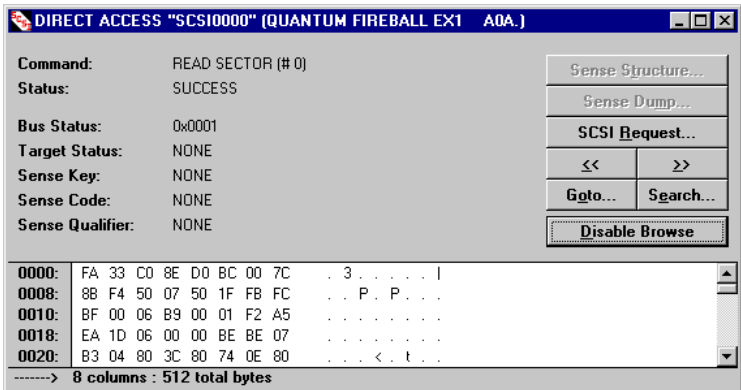 DIRECT ACCESS "SCSI0000" (QUANTUM FIREBALL EX1 A0A.)
Command: READ SECTOR (# 0)
Status: SUCCESS
Bus Status: 0x0001
Target Status: NONE
Sense Key: NONE
Sense Code: NONE
Sense Qualifier: NONE
Sense Structure...
Sense Dump...
SCSI Request...
<< >>
Goto... Search...
Disable Browse
0000: FA 33 C0 8E D0 BC 00 7C . 3 . . . . . |
0008: 8B F4 50 07 50 1F FB FC . . P . P . . .
0010: BF 00 06 B9 00 01 F2 A5 . . . . . . . .
0018: EA 1D 06 00 00 BE BE 07 . . . . . . . .
0020: B3 04 80 3C 80 74 0E 80 . . . < . t . .
------> 8 columns : 512 total bytes